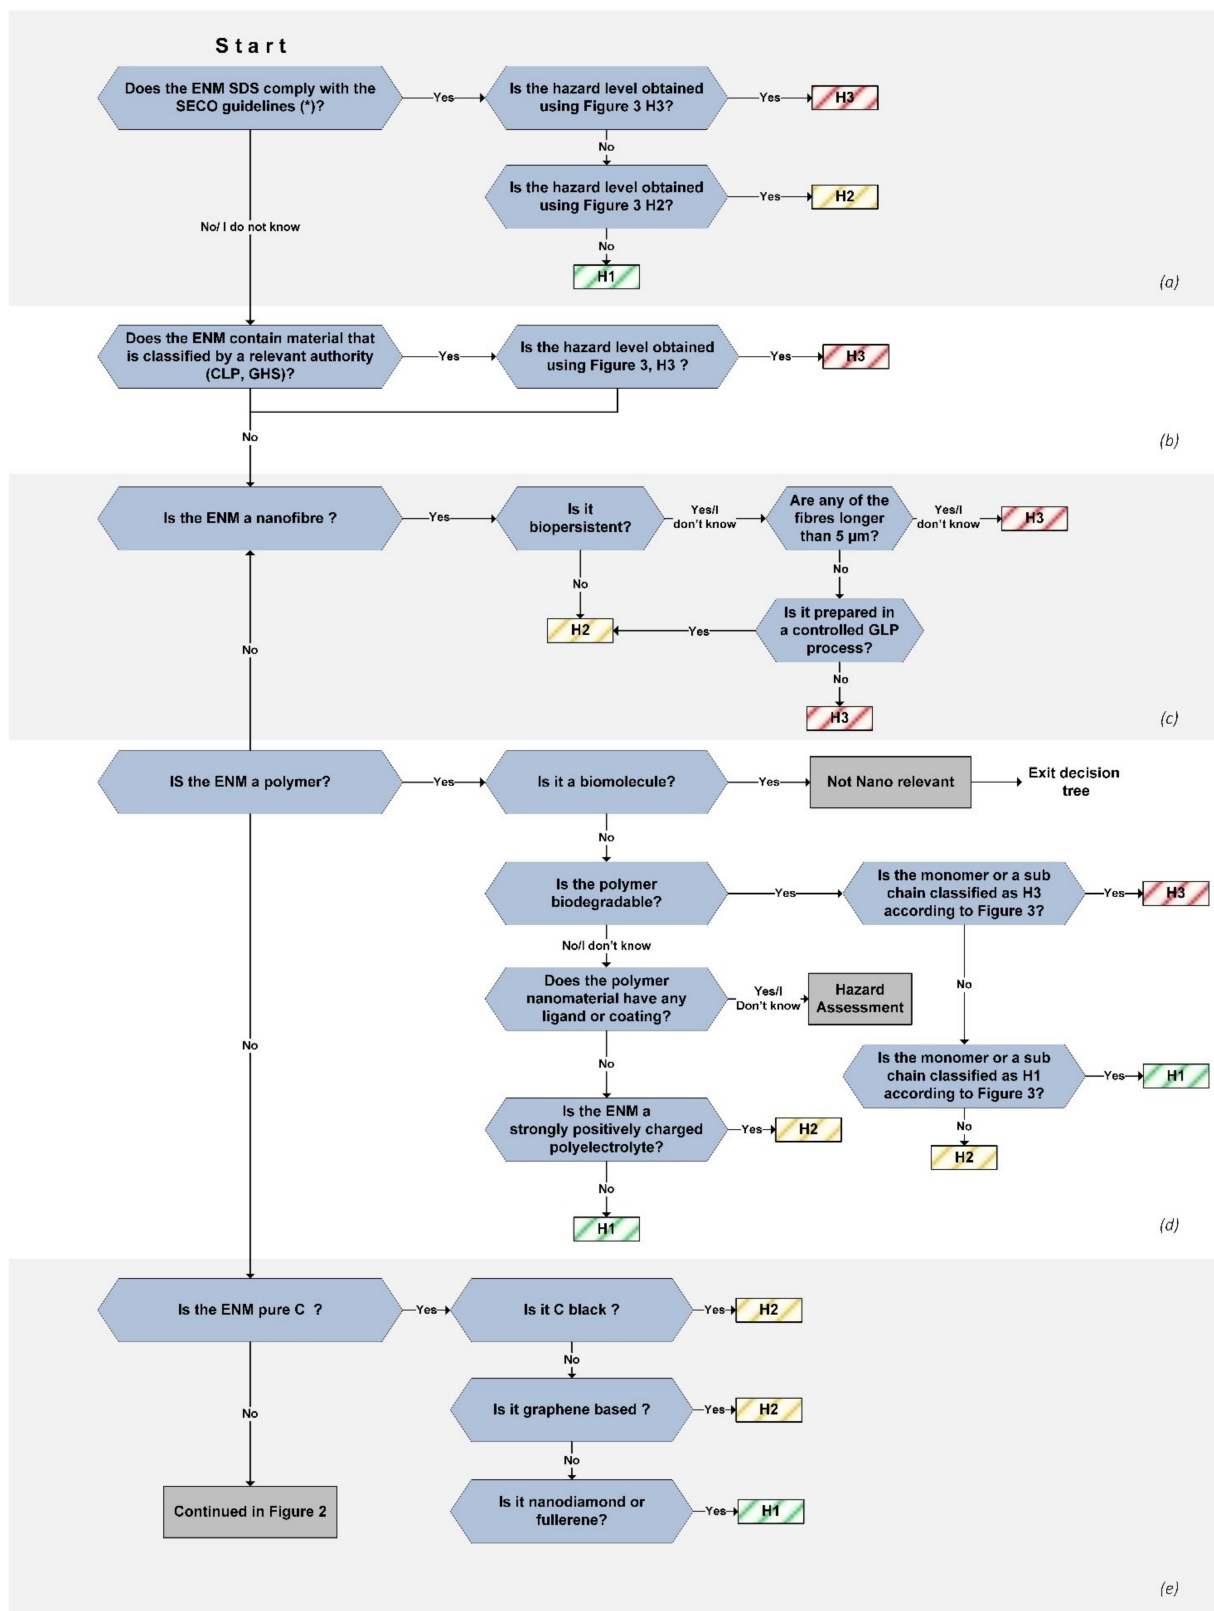 Start
Does the ENM SDS comply with the
SECO guidelines (*)?
Yes
Is the hazard level obtained
using Figure 3 H3?
Yes
H3
No
Is the hazard level obtained
using Figure 3 H2?
Yes
H2
No/ I do not know
No
H1
(a)
Does the ENM contain material that
is classified by a relevant authority
(CLP, GHS)?
Yes
Is the hazard level obtained
using Figure 3, H3 ?
Yes
H3
No
(b)
Is the ENM a nanofibre ?
Yes
Is it
biopersistent?
Yes/I
don't know
Are any of the
fibres longer
than 5 µm?
Yes/I
don't know
H3
No
No
H2
Yes
Is it prepared in
a controlled GLP
process?
No
No
H3
(c)
IS the ENM a polymer?
Yes
Is it a biomolecule?
Yes
Not Nano relevant
Exit decision
tree
No
Is the polymer
biodegradable?
Yes
Is the monomer or a sub
chain classified as H3
according to Figure 3?
Yes
H3
No/I don't know
Does the polymer
nanomaterial have any
ligand or coating?
Yes/I
Don't know
Hazard
Assessment
No
No
No
Is the monomer or a sub
chain classified as H1
according to Figure 3?
Yes
H1
Is the ENM a
strongly positively charged
polyelectrolyte?
Yes
H2
No
H2
No
H1
(d)
Is the ENM pure C ?
Yes
Is it C black ?
Yes
H2
No
No
Is it graphene based ?
Yes
H2
No
Continued in Figure 2
Is it nanodiamond or
fullerene?
Yes
H1
(e)